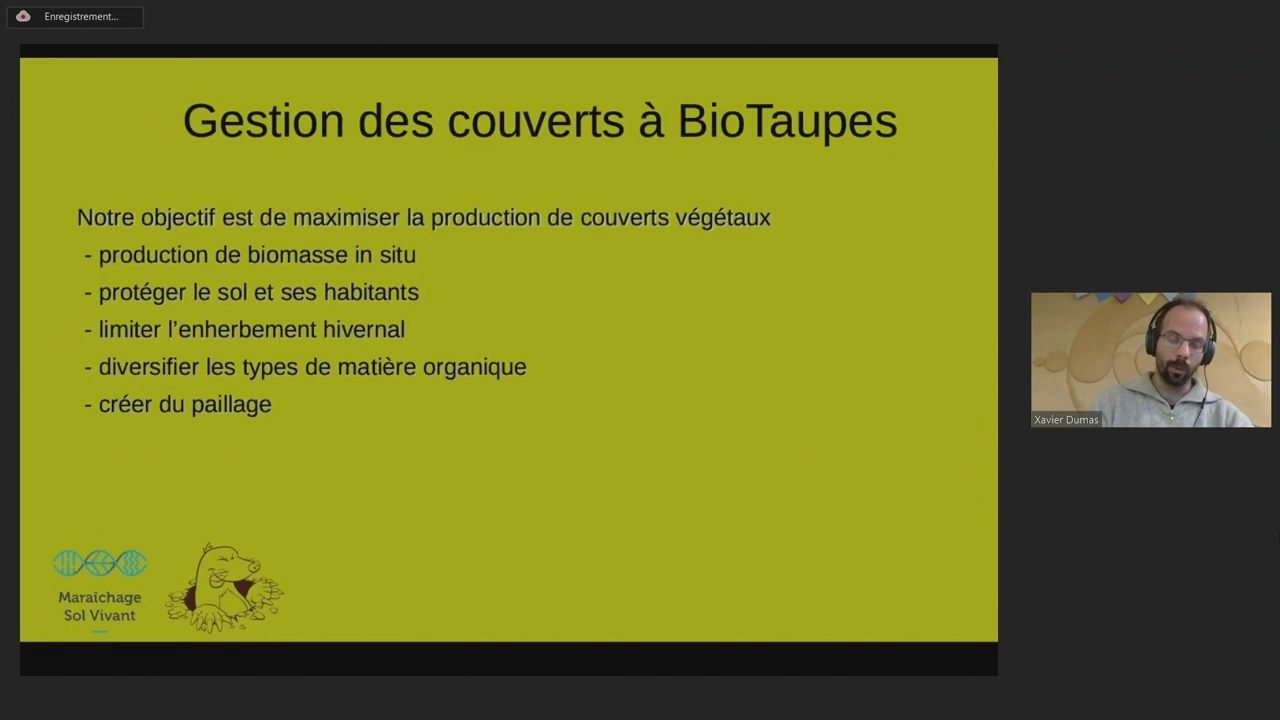 Enregistrement...
Gestion des couverts à BioTaupes
Notre objectif est de maximiser la production de couverts végétaux
- production de biomasse in situ
- protéger le sol et ses habitants
- limiter l’enherbement hivernal
- diversifier les types de matière organique
- créer du paillage
Maraîchage
Sol Vivant
Xavier Dumas